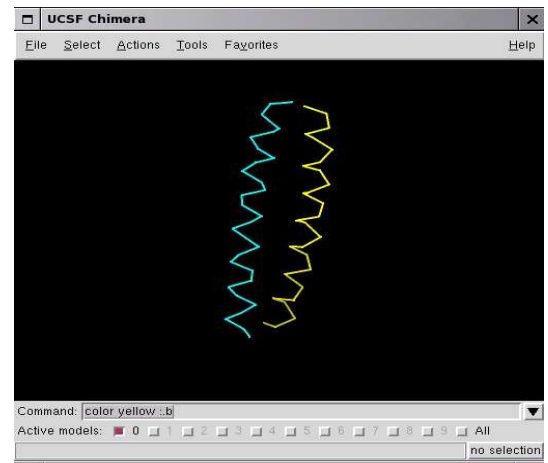 UCSF Chimera
File Select Actions Tools Favorites Help
Command: color yellow :.b
Active models: 0 1 2 3 4 5 6 7 8 9 All
no selection